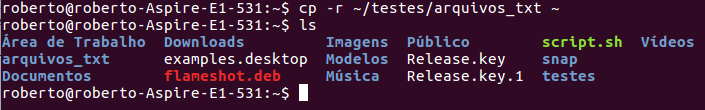 roberto@roberto-Aspire-E1-531:~$ cp -r ~/testes/arquivos_txt ~
roberto@roberto-Aspire-E1-531:~$ ls
Área de Trabalho  Downloads         Imagens  Público        script.sh  Vídeos
arquivos_txt      examples.desktop  Modelos  Release.key    snap
Documentos        flameshot.deb     Música   Release.key.1  testes
roberto@roberto-Aspire-E1-531:~$